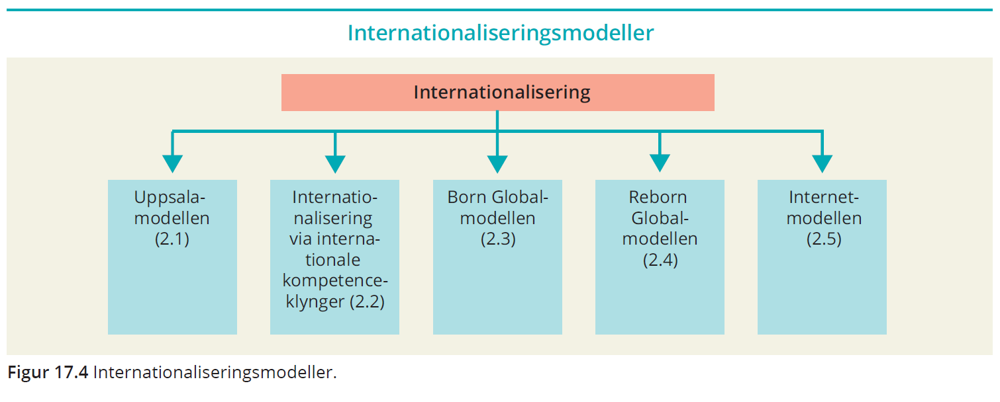 Internationaliseringsmodeller
Internationalisering
Uppsala-
modellen
(2.1)
Internatio-
nalisering
via interna-
tionale
kompetence-
klynger (2.2)
Born Global-
modellen
(2.3)
Reborn
Global-
modellen
(2.4)
Internet-
modellen
(2.5)
Figur 17.4 Internationaliseringsmodeller.